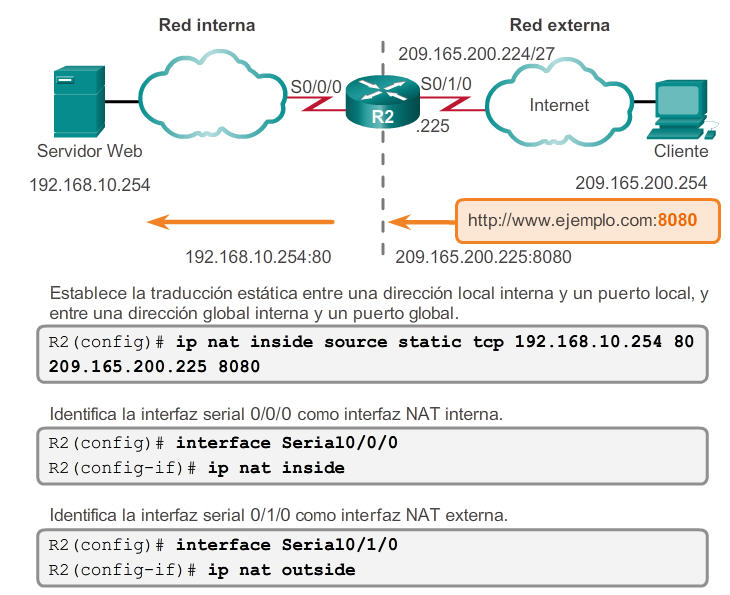 Red interna
Red externa
209.165.200.224/27
S0/0/0
S0/1/0
R2
Internet
.225
Servidor Web
Cliente
192.168.10.254
209.165.200.254
http://www.ejemplo.com:8080
192.168.10.254:80
209.165.200.225:8080
Establece la traducción estática entre una dirección local interna y un puerto local, y
entre una dirección global interna y un puerto global.
R2(config)# ip nat inside source static tcp 192.168.10.254 80
209.165.200.225 8080
Identifica la interfaz serial 0/0/0 como interfaz NAT interna.
R2(config)# interface Serial0/0/0
R2(config-if)# ip nat inside
Identifica la interfaz serial 0/1/0 como interfaz NAT externa.
R2(config)# interface Serial0/1/0
R2(config-if)# ip nat outside